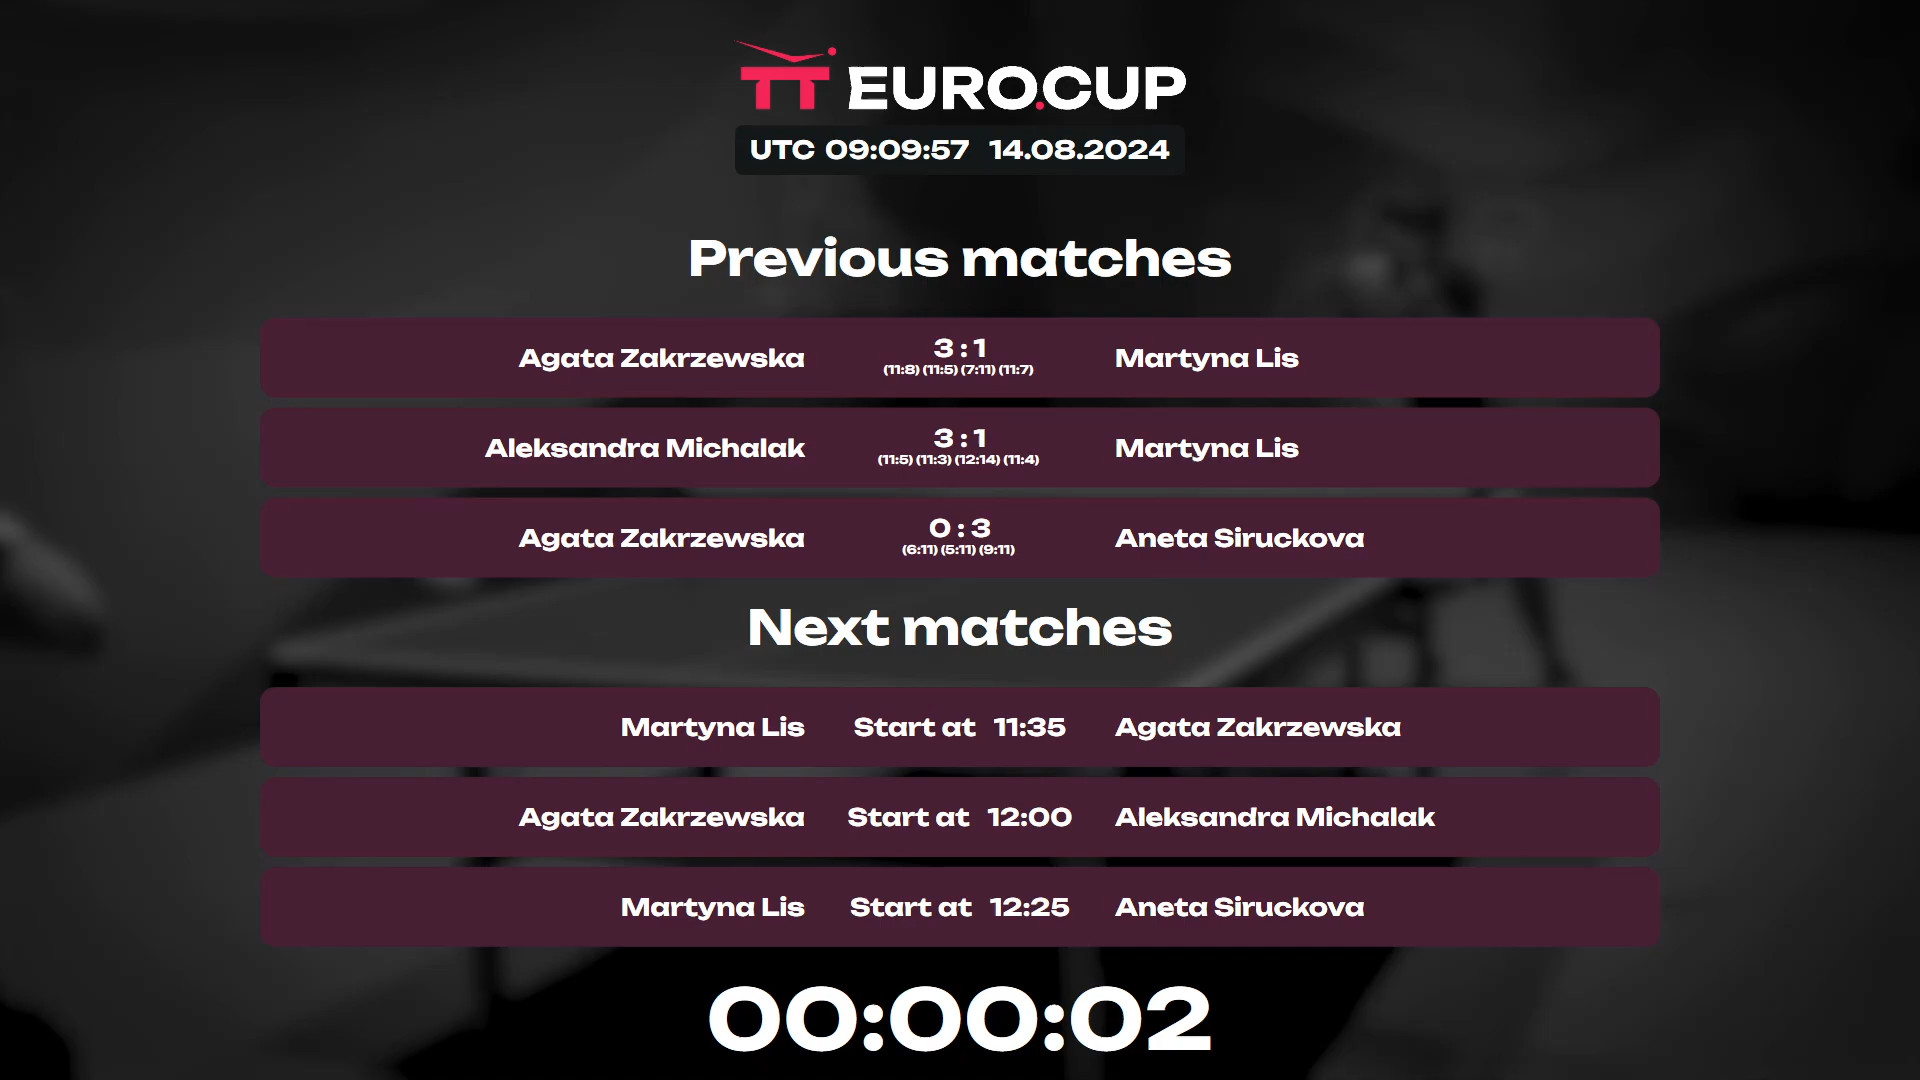 TT EURO.CUP
UTC 09:09:57 14.08.2024
Previous matches
Agata Zakrzewska 3 : 1 Martyna Lis
(11:8) (11:5) (7:11) (11:7)
Aleksandra Michalak 3 : 1 Martyna Lis
(11:5) (11:3) (12:14) (11:4)
Agata Zakrzewska 0 : 3 Aneta Siruckova
(6:11) (5:11) (9:11)
Next matches
Martyna Lis Start at 11:35 Agata Zakrzewska
Agata Zakrzewska Start at 12:00 Aleksandra Michalak
Martyna Lis Start at 12:25 Aneta Siruckova
00:00:02